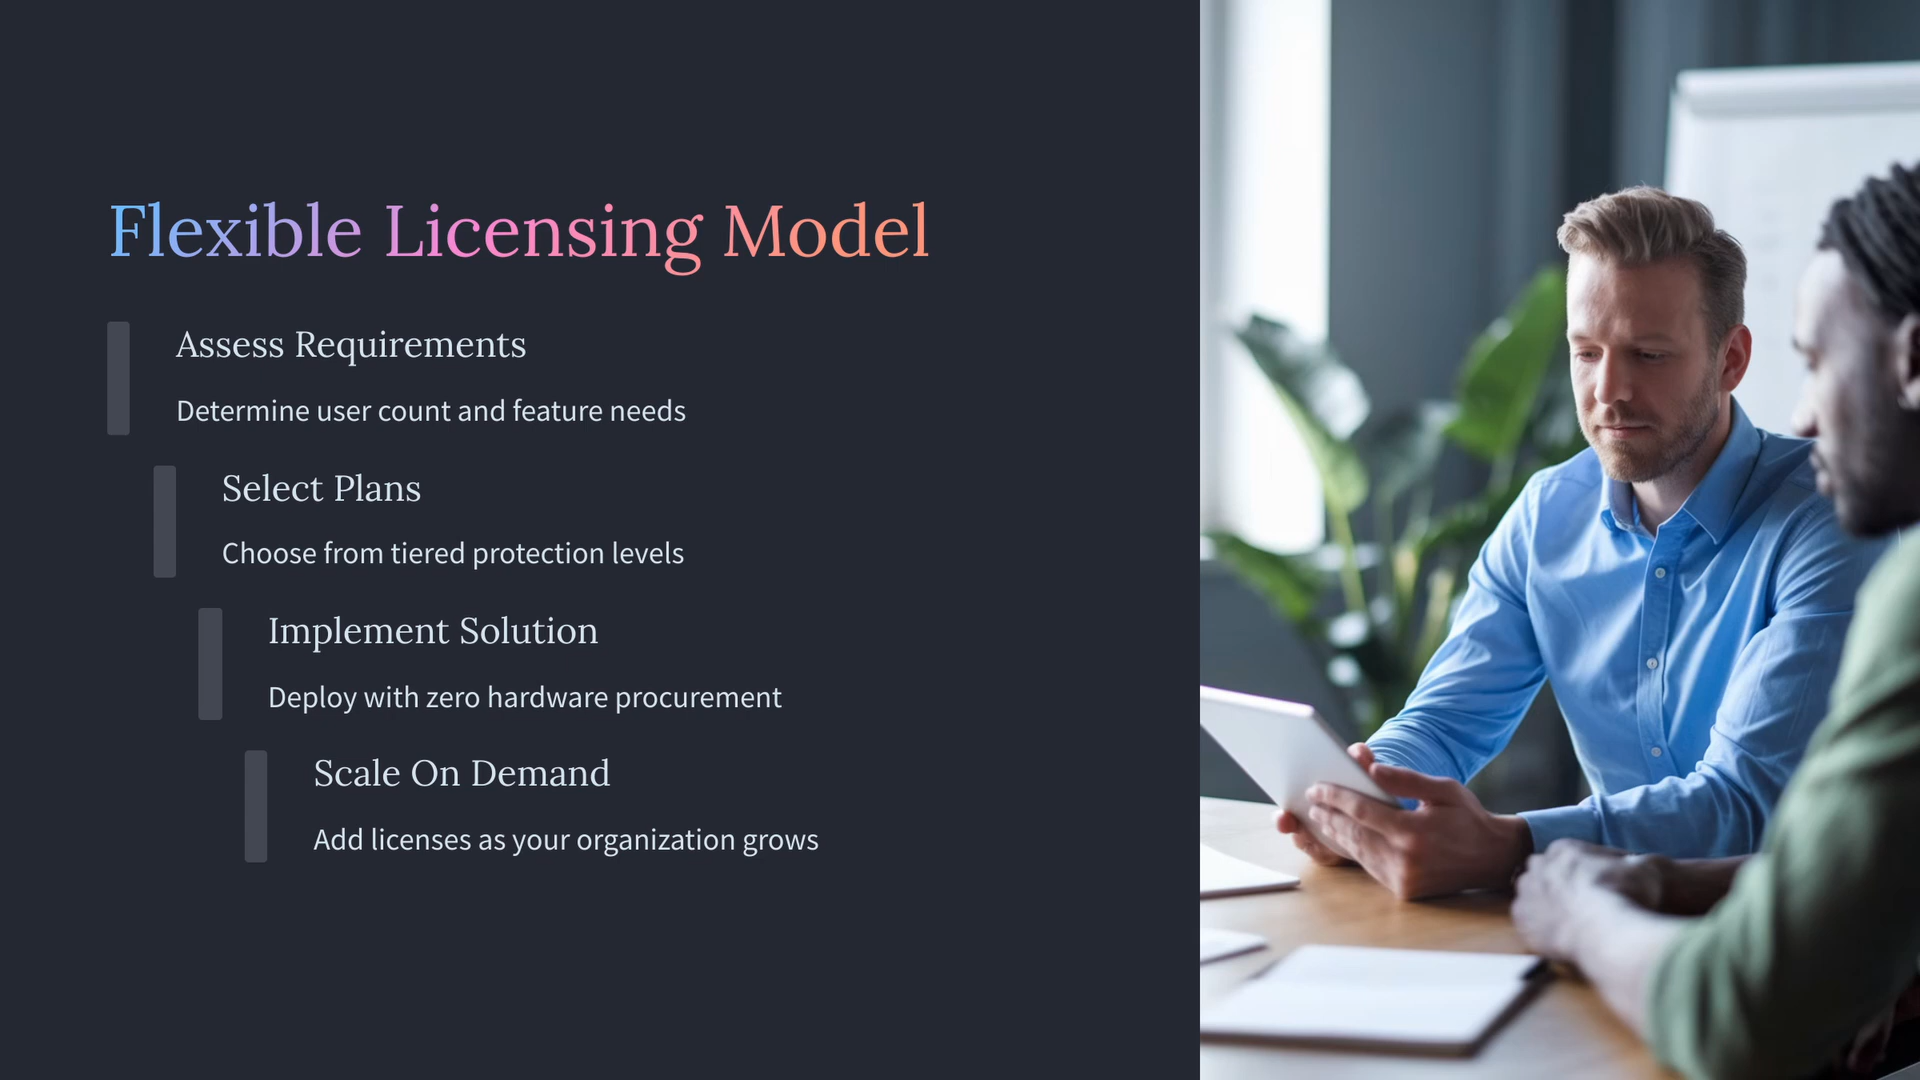 Flexible Licensing Model
Assess Requirements
Determine user count and feature needs
Select Plans
Choose from tiered protection levels
Implement Solution
Deploy with zero hardware procurement
Scale On Demand
Add licenses as your organization grows